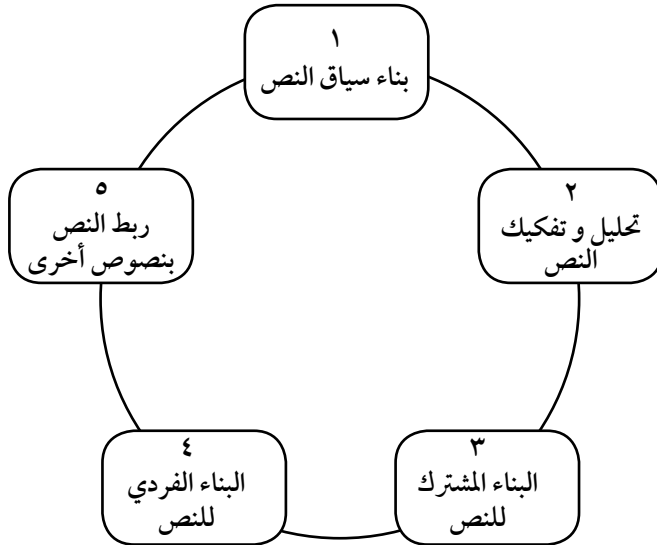 ١
بناء سياق النص
٢
تحليل و تفكيك
النص
٣
البناء المشترك
للنص
٤
البناء الفردي
للنص
٥
ربط النص
بنصوص أخرى